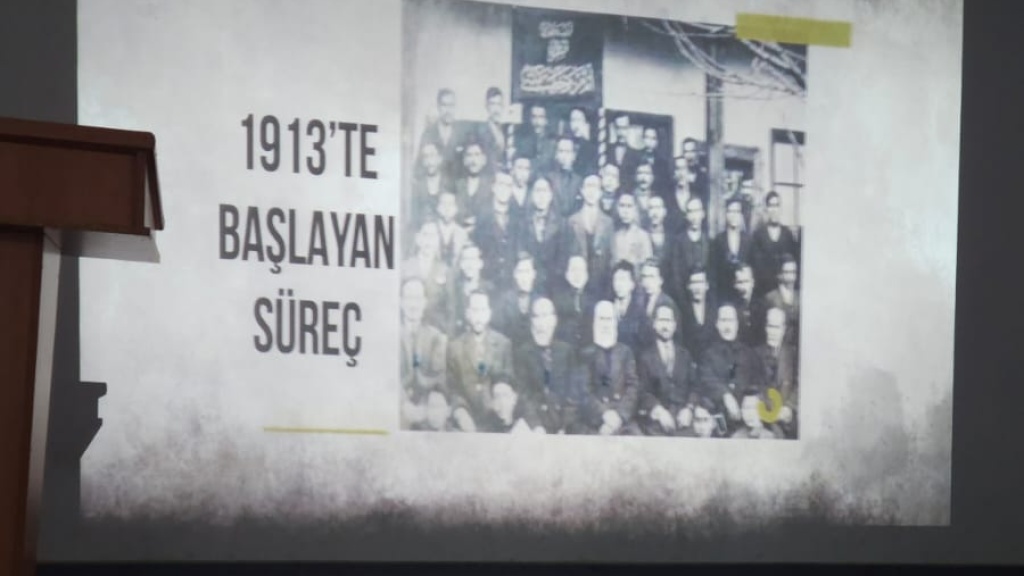 1913'TE
BAŞLAYAN
SÜREÇ